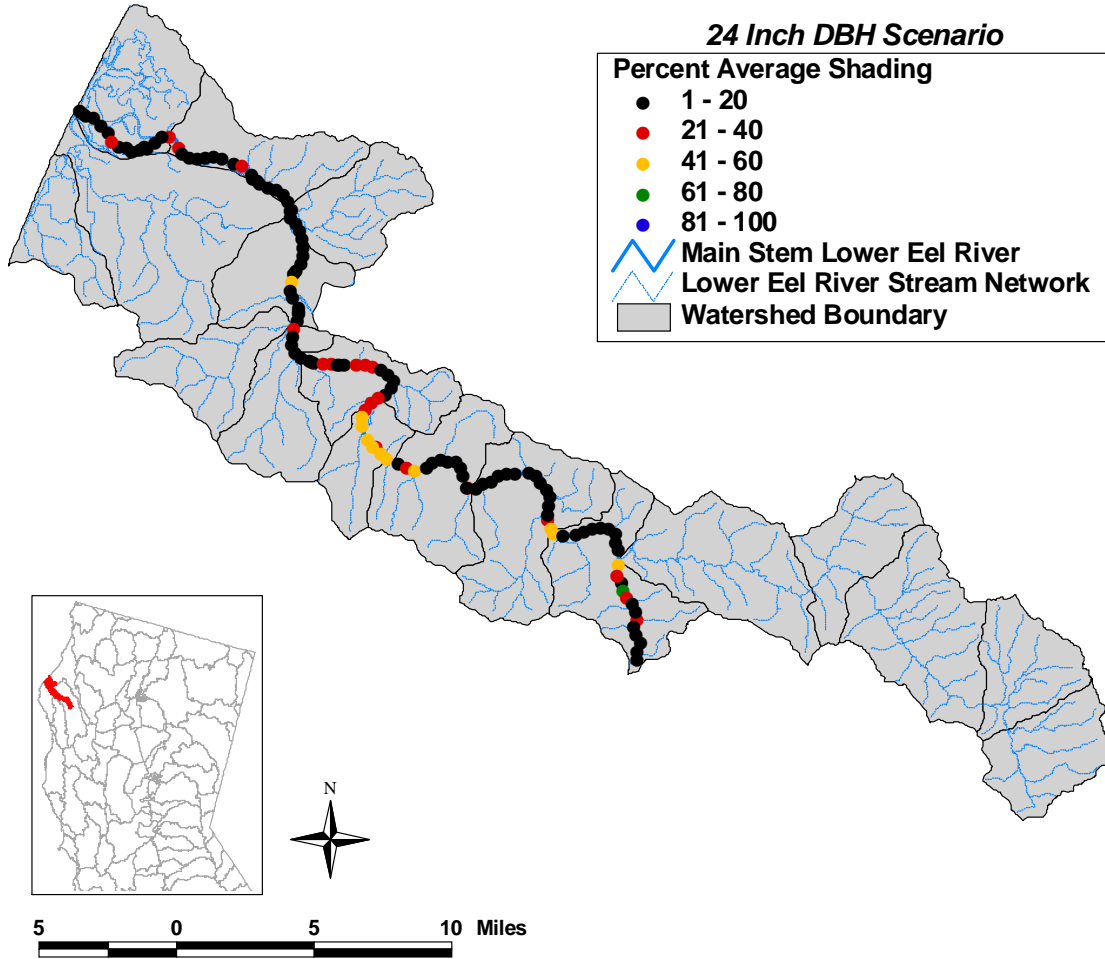 24 Inch DBH Scenario
Percent Average Shading
1 - 20
21 - 40
41 - 60
61 - 80
81 - 100
Main Stem Lower Eel River
Lower Eel River Stream Network
Watershed Boundary
N
5 0 5 10 Miles